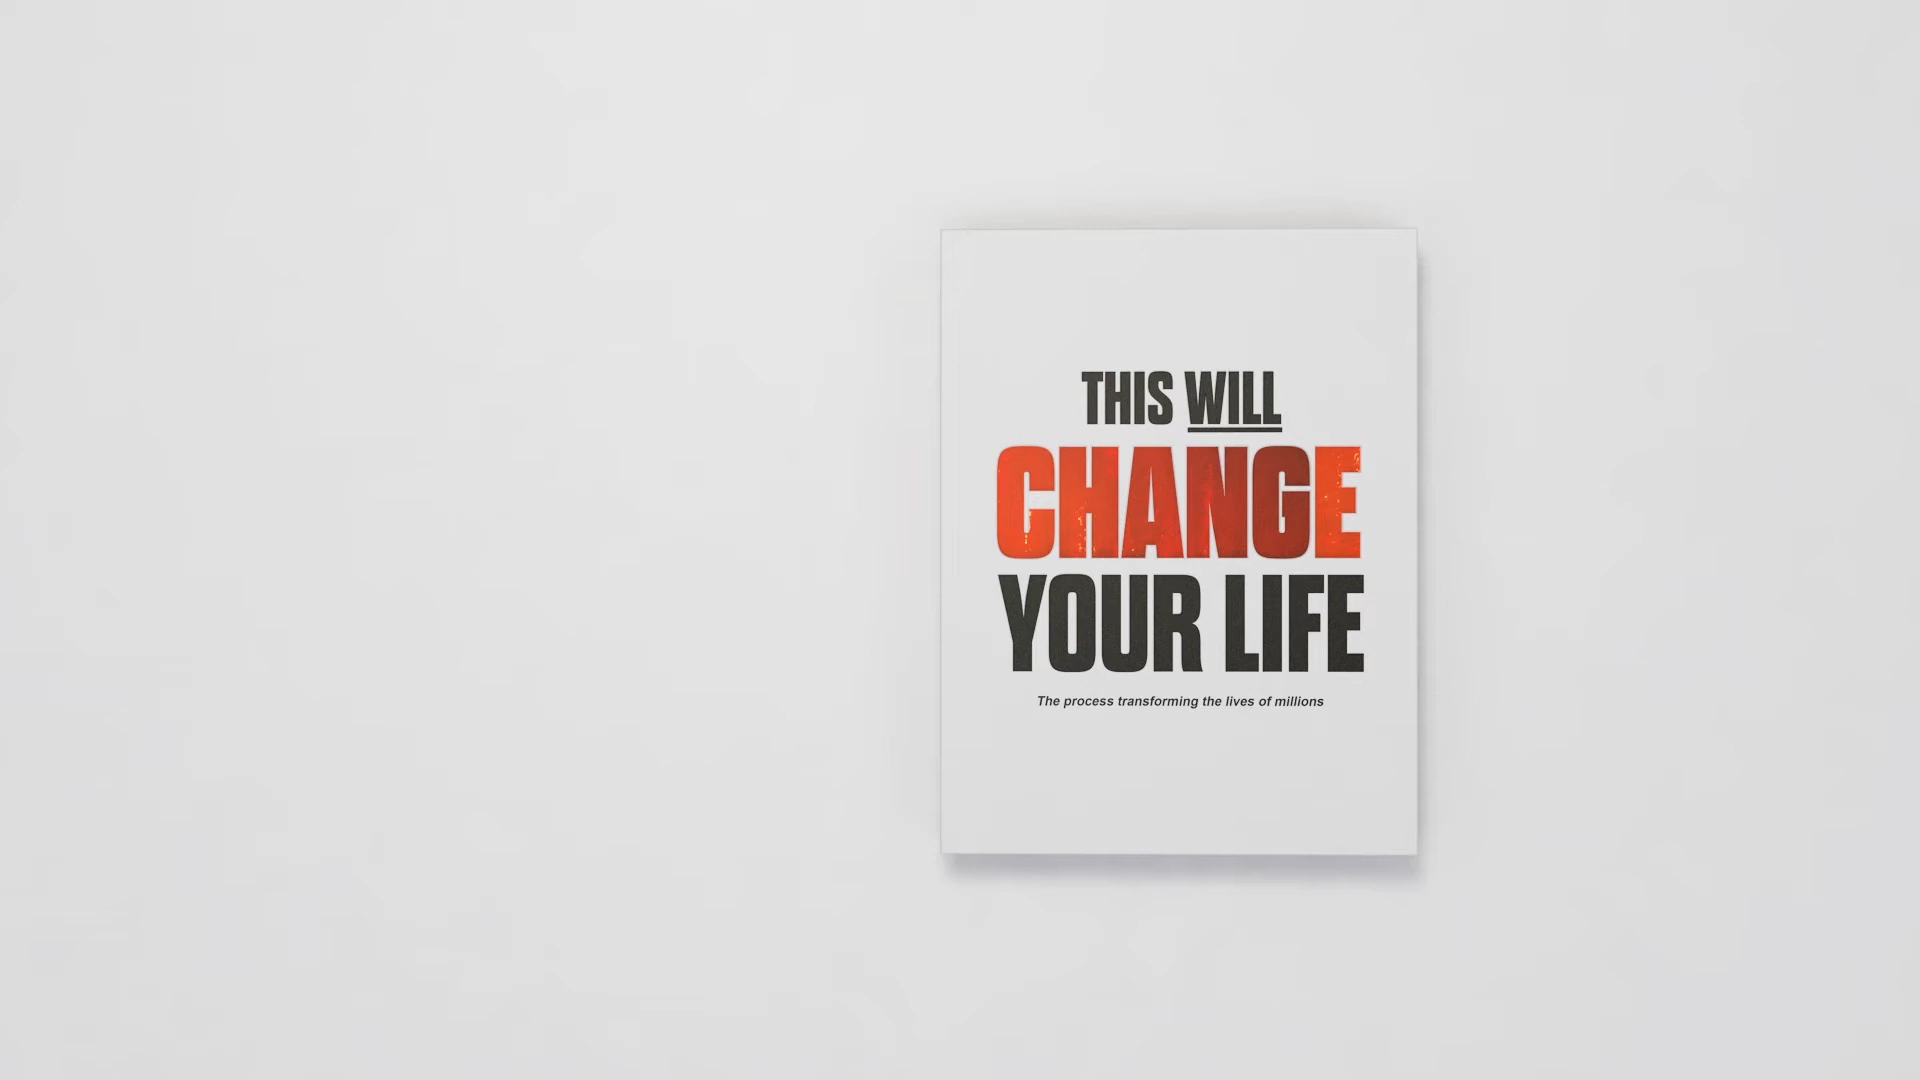 THIS WILL
CHANGE
YOUR LIFE
The process transforming the lives of millions